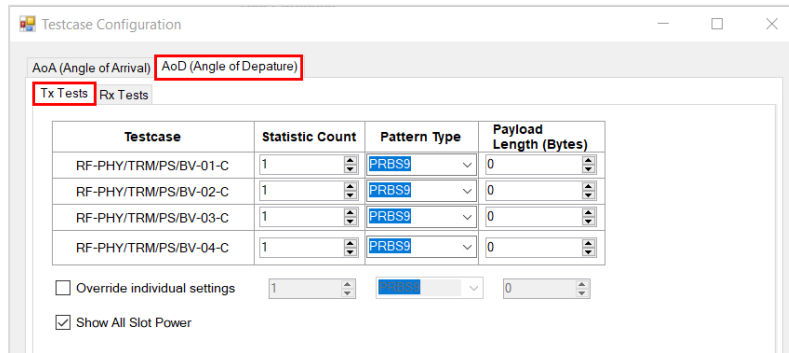 Testcase Configuration
AoA (Angle of Arrival) AoD (Angle of Depature)
Tx Tests Rx Tests
Testcase Statistic Count Pattern Type Payload Length (Bytes)
RF-PHY/TRM/PS/BV-01-C 1 PRBS9 0
RF-PHY/TRM/PS/BV-02-C 1 PRBS9 0
RF-PHY/TRM/PS/BV-03-C 1 PRBS9 0
RF-PHY/TRM/PS/BV-04-C 1 PRBS9 0
Override individual settings 1 PRBS9 0
Show All Slot Power